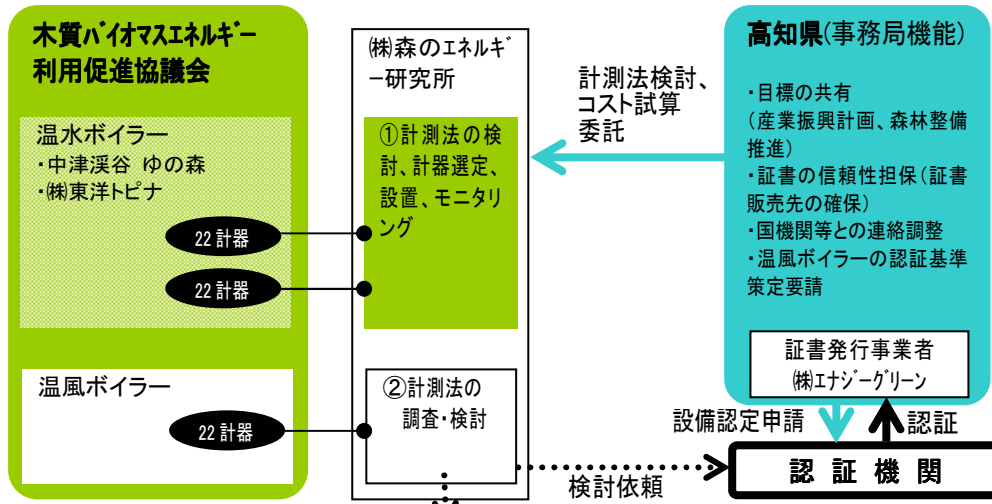 木質バイオマスエネルギー
利用促進協議会
温水ボイラー
・中津渓谷 ゆの森
・㈱東洋トピナ
22 計器
22 計器
温風ボイラー
22 計器
㈱森のエネルギ
ー研究所
①計測法の検
討、計器選定、
設置、モニタリ
ング
②計測法の
調査・検討
計測法検討、
コスト試算
委託
高知県(事務局機能)
・目標の共有
(産業振興計画、森林整備
推進)
・証書の信頼性担保(証書
販売先の確保)
・国機関等との連絡調整
・温風ボイラーの認証基準
策定要請
証書発行事業者
㈱エナジーグリーン
設備認定申請
認証
検討依頼
認 証 機 関